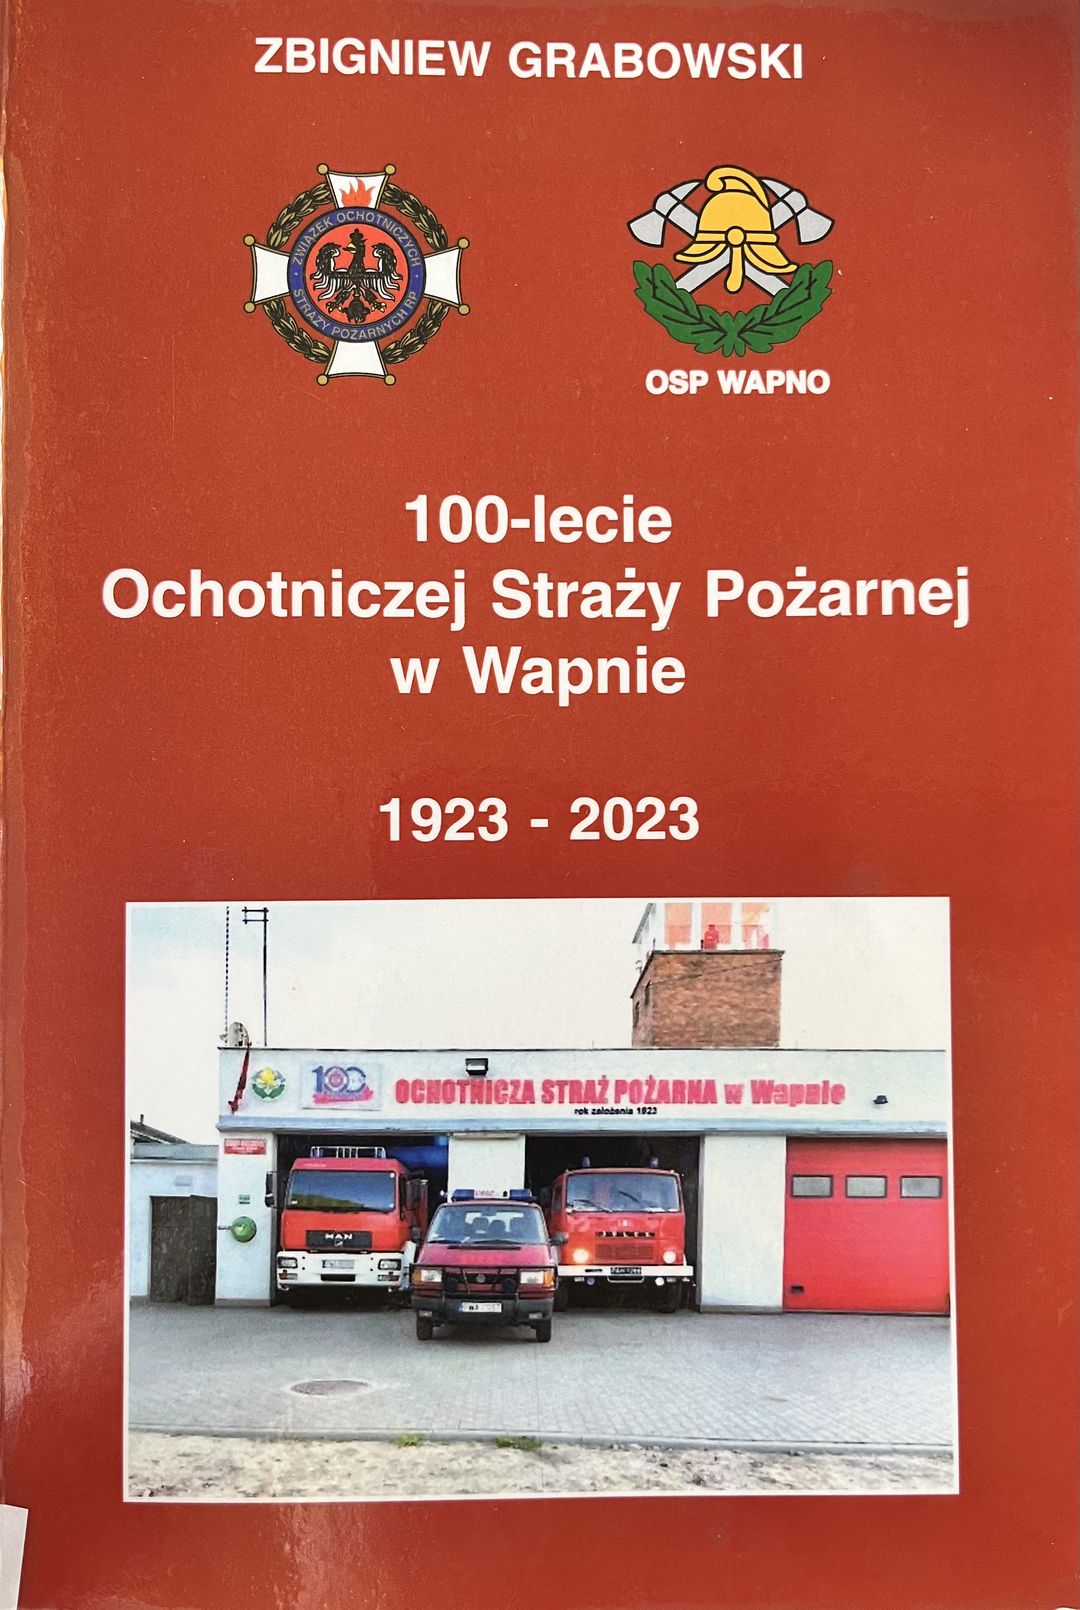 ZBIGNIEW GRABOWSKI
ZWIĄZEK OCHOTNICZYCH
STRAŻY POŻARNYCH RP
OSP WAPNO
100-lecie
Ochotniczej Straży Pożarnej
w Wapnie
1923 - 2023
100
OCHOTNICZA STRAŻ POŻARNA w Wapnie
rok założenia 1923
MAN